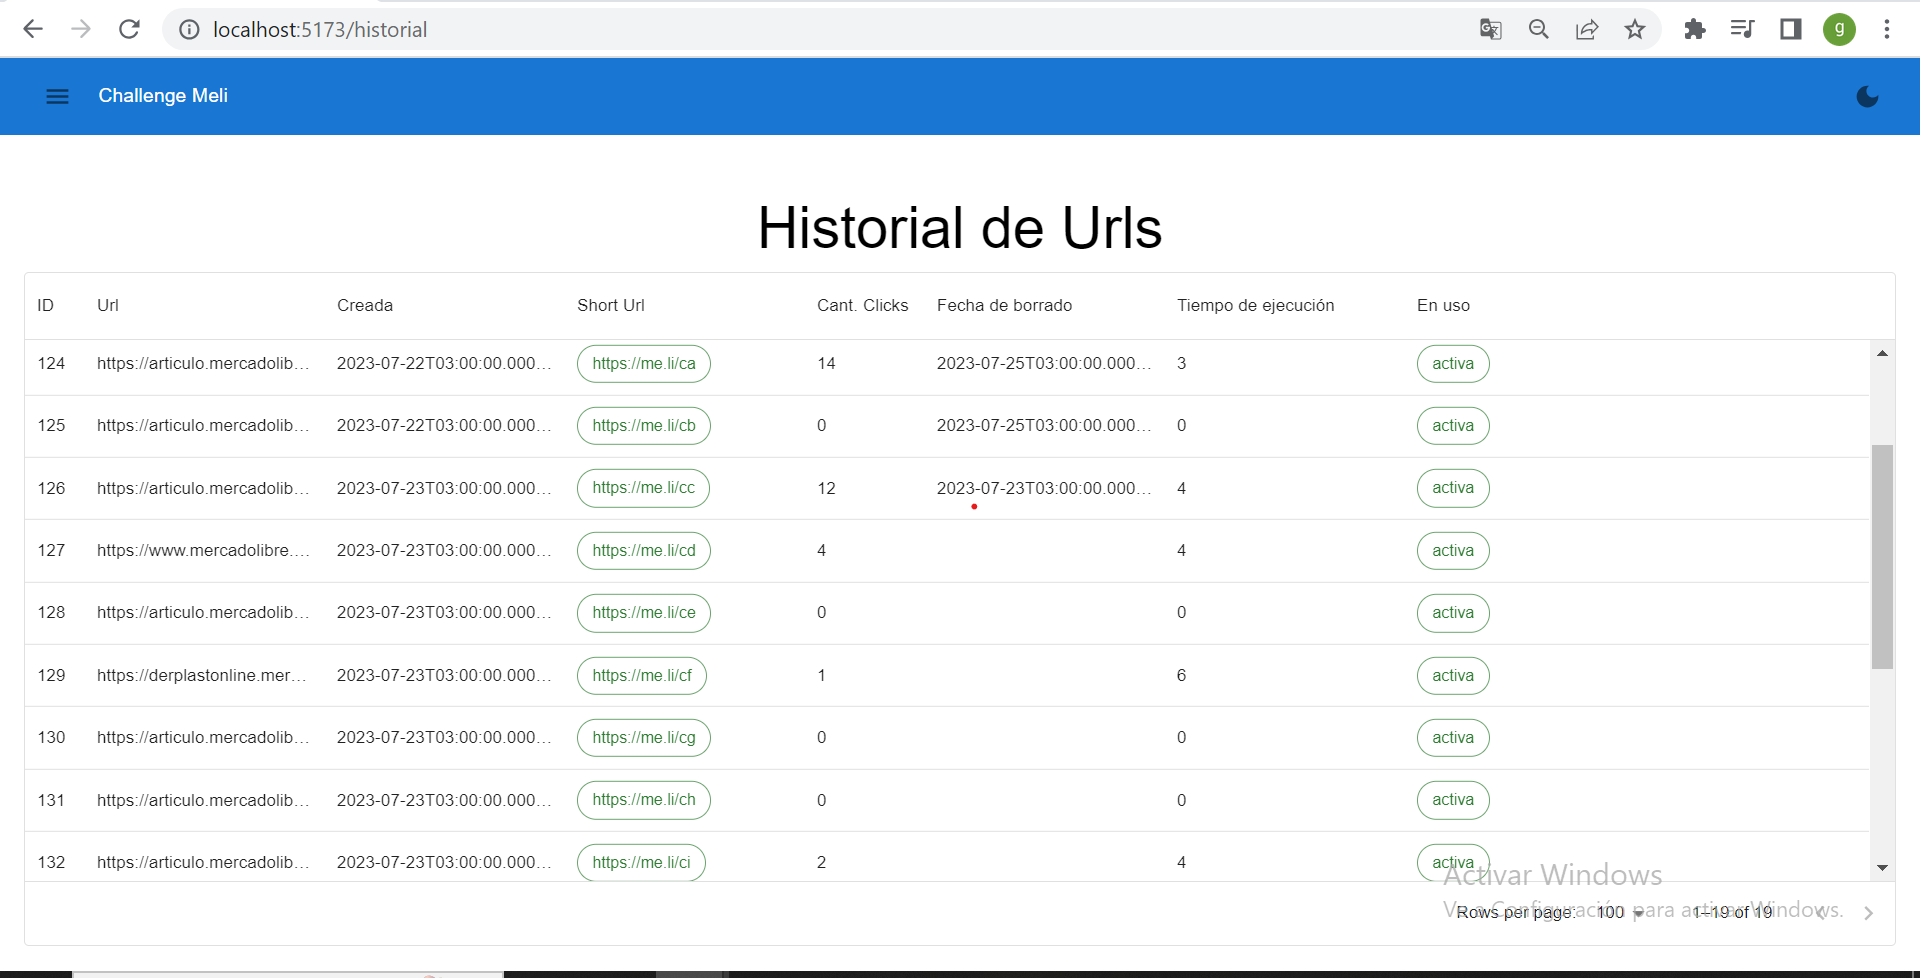 localhost:5173/historial
g
Challenge Meli
Historial de Urls
ID Url Creada Short Url Cant. Clicks Fecha de borrado Tiempo de ejecución En uso
124 https://articulo.mercadolib... 2023-07-22T03:00:00.000... https://me.li/ca 14 2023-07-25T03:00:00.000... 3 activa
125 https://articulo.mercadolib... 2023-07-22T03:00:00.000... https://me.li/cb 0 2023-07-25T03:00:00.000... 0 activa
126 https://articulo.mercadolib... 2023-07-23T03:00:00.000... https://me.li/cc 12 2023-07-23T03:00:00.000... 4 activa
127 https://www.mercadolibre.... 2023-07-23T03:00:00.000... https://me.li/cd 4 4 activa
128 https://articulo.mercadolib... 2023-07-23T03:00:00.000... https://me.li/ce 0 0 activa
129 https://derplastonline.mer... 2023-07-23T03:00:00.000... https://me.li/cf 1 6 activa
130 https://articulo.mercadolib... 2023-07-23T03:00:00.000... https://me.li/cg 0 0 activa
131 https://articulo.mercadolib... 2023-07-23T03:00:00.000... https://me.li/ch 0 0 activa
132 https://articulo.mercadolib... 2023-07-23T03:00:00.000... https://me.li/ci 2 4 activa
Activar Windows
Ve a Configuración para activar Windows.
Rows per page: 100 1–19 of 19